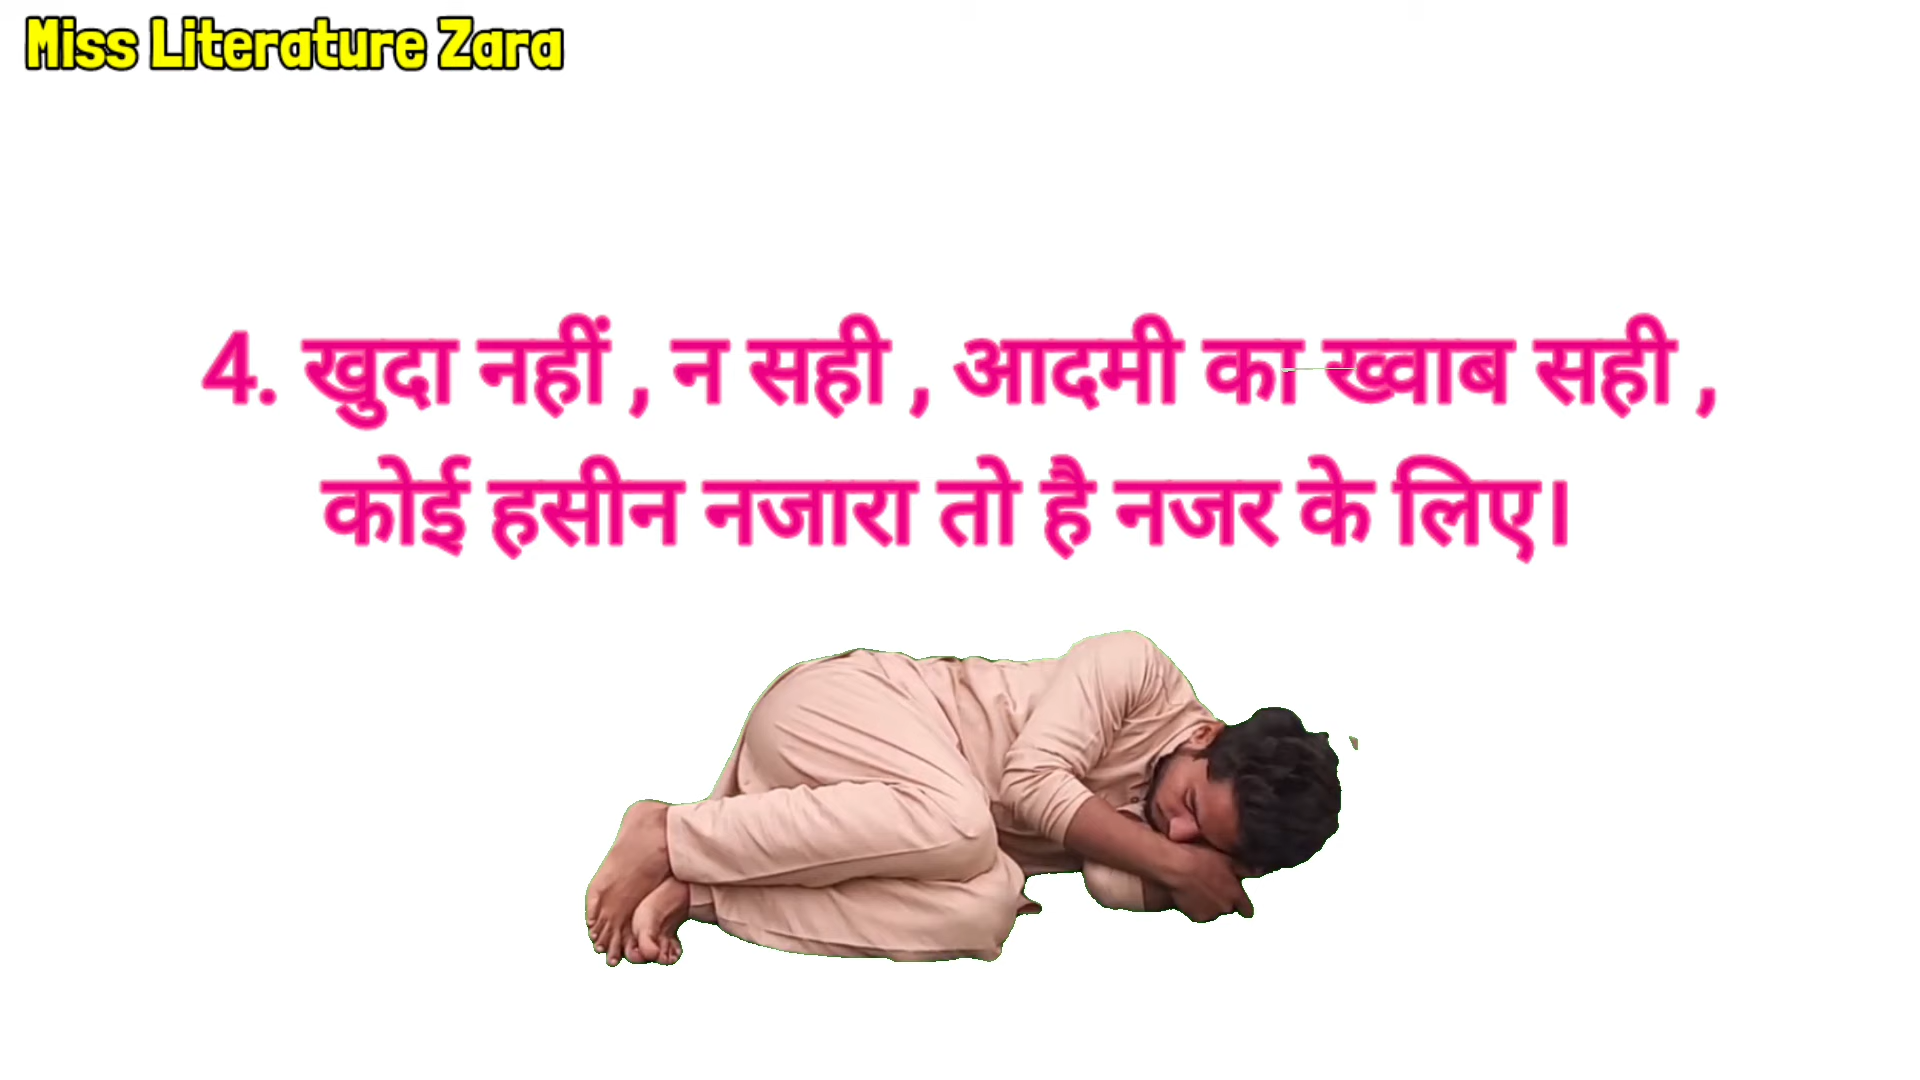 Miss Literature Zara
4. खुदा नहीं , न सही , आदमी का ख्वाब सही ,
कोई हसीन नजारा तो है नजर के लिए।